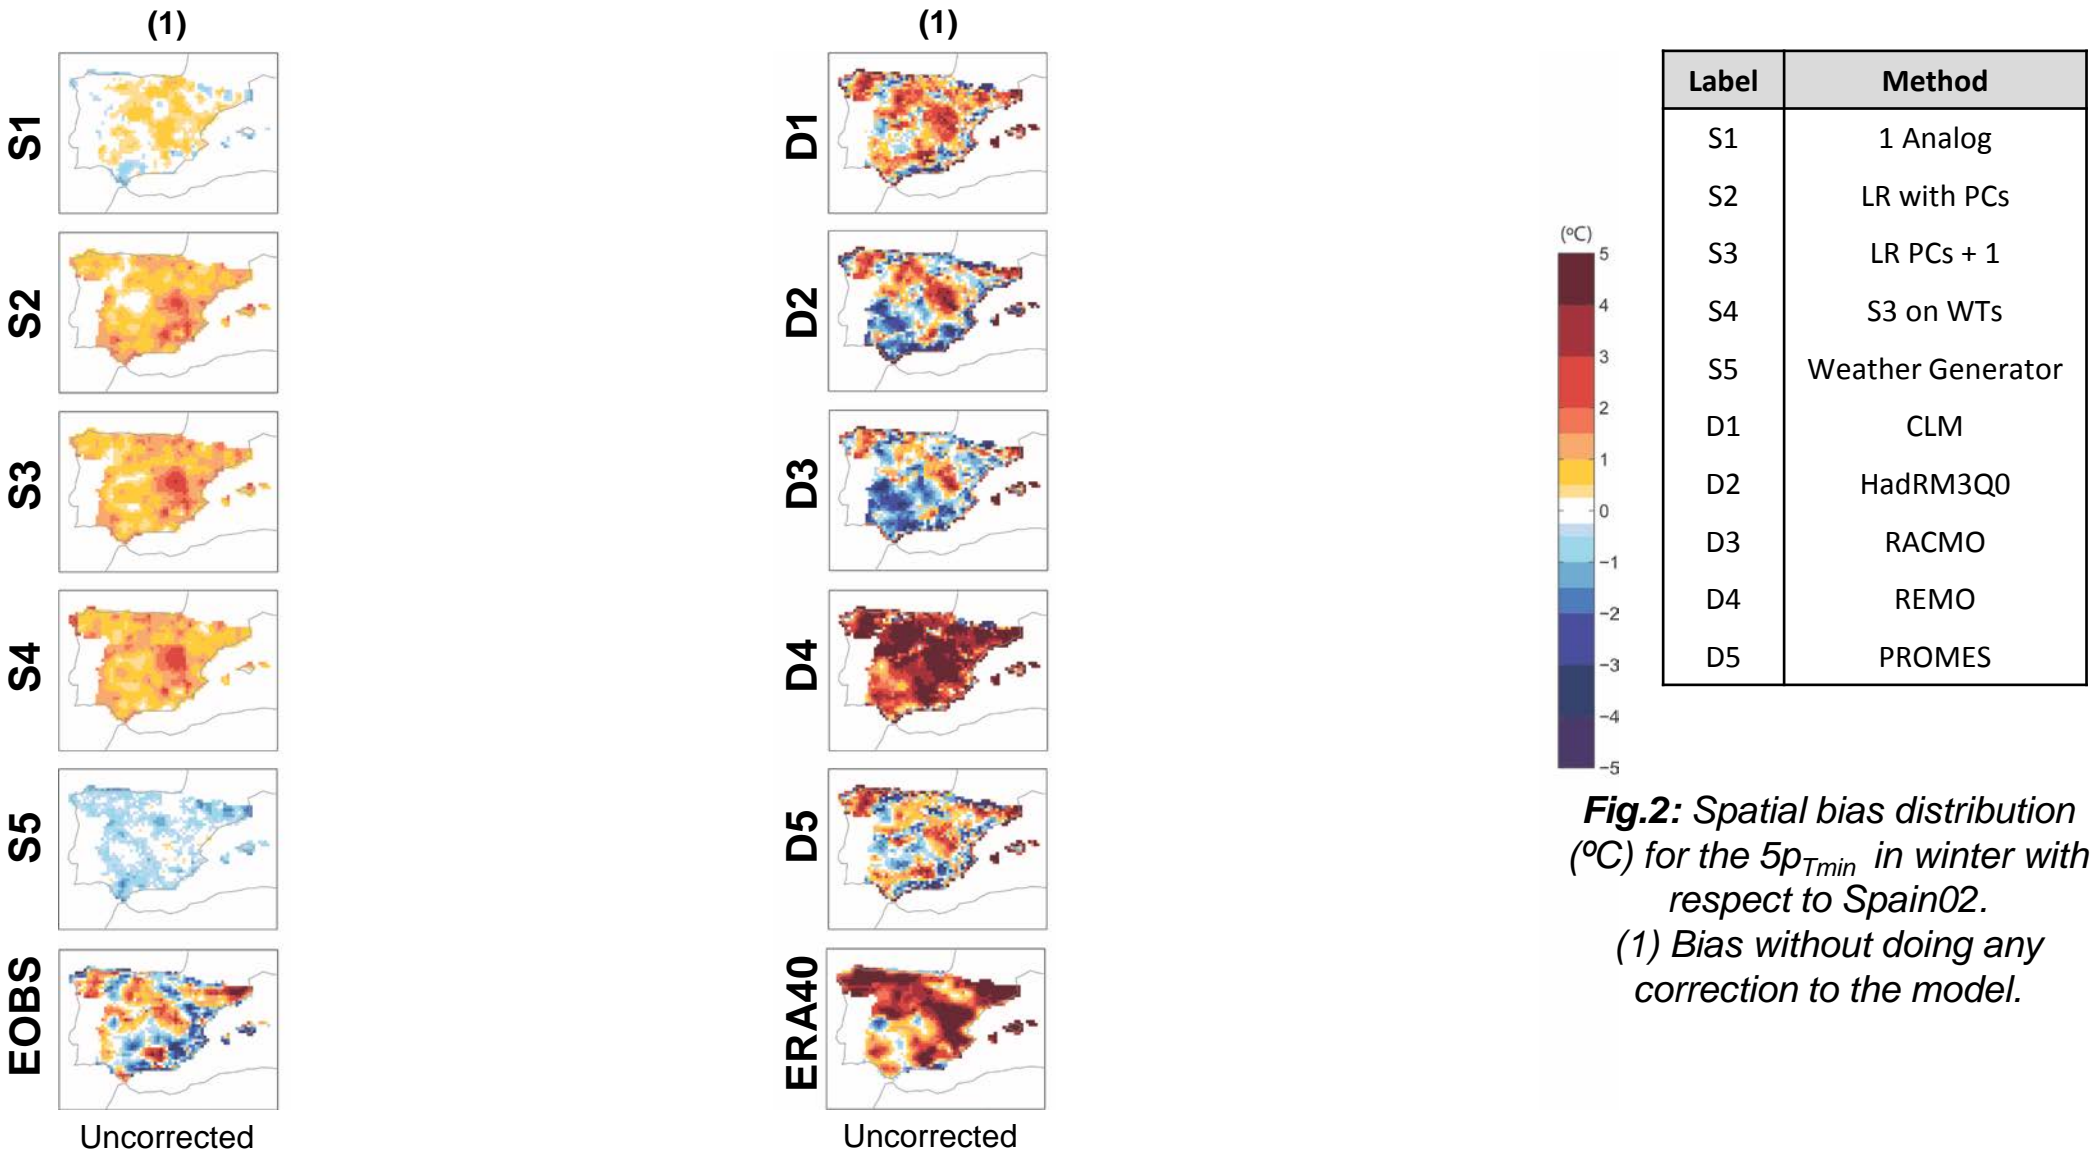 (1)
S1
S2
S3
S4
S5
EOBS
Uncorrected
(1)
D1
D2
D3
D4
D5
ERA40
Uncorrected
(ºC)
5
4
3
2
1
0
−1
−2
−3
−4
−5
Label Method
S1 1 Analog
S2 LR with PCs
S3 LR PCs + 1
S4 S3 on WTs
S5 Weather Generator
D1 CLM
D2 HadRM3Q0
D3 RACMO
D4 REMO
D5 PROMES
Fig.2: Spatial bias distribution
(ºC) for the 5pTmin in winter with
respect to Spain02.
(1) Bias without doing any
correction to the model.